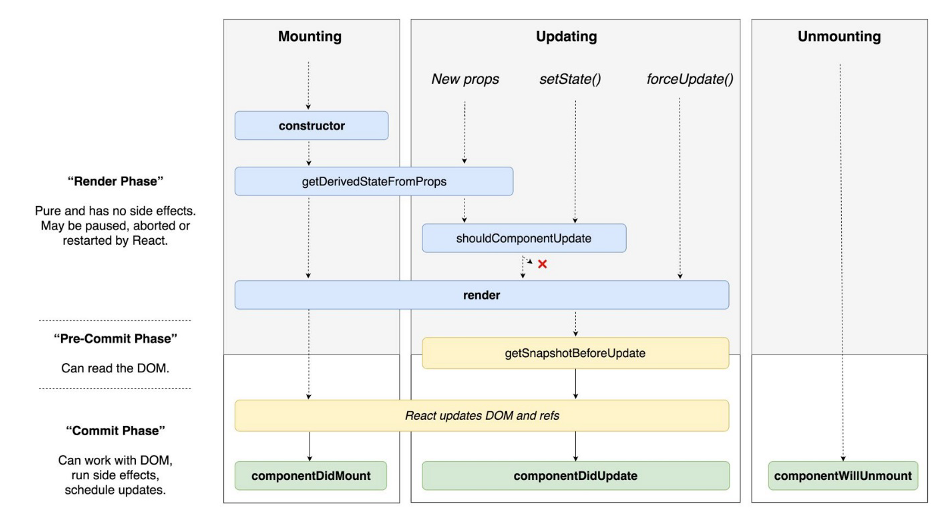 Mounting
Updating
Unmounting
New props
setState()
forceUpdate()
constructor
“Render Phase”
Pure and has no side effects.
May be paused, aborted or
restarted by React.
getDerivedStateFromProps
shouldComponentUpdate
render
“Pre-Commit Phase”
Can read the DOM.
getSnapshotBeforeUpdate
React updates DOM and refs
“Commit Phase”
Can work with DOM,
run side effects,
schedule updates.
componentDidMount
componentDidUpdate
componentWillUnmount